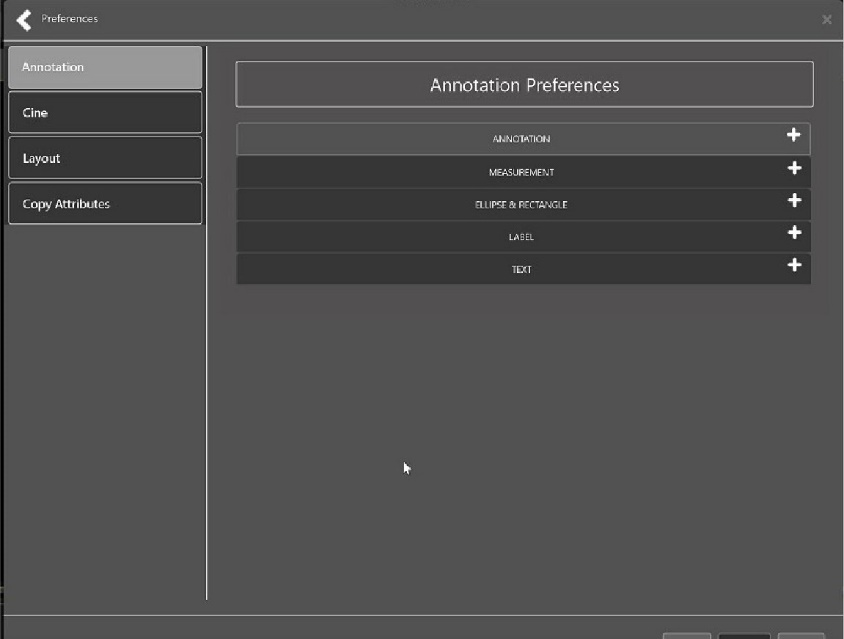 Preferences
Annotation
Cine
Layout
Copy Attributes
Annotation Preferences
ANNOTATION
MEASUREMENT
ELLIPSE & RECTANGLE
LABEL
TEXT